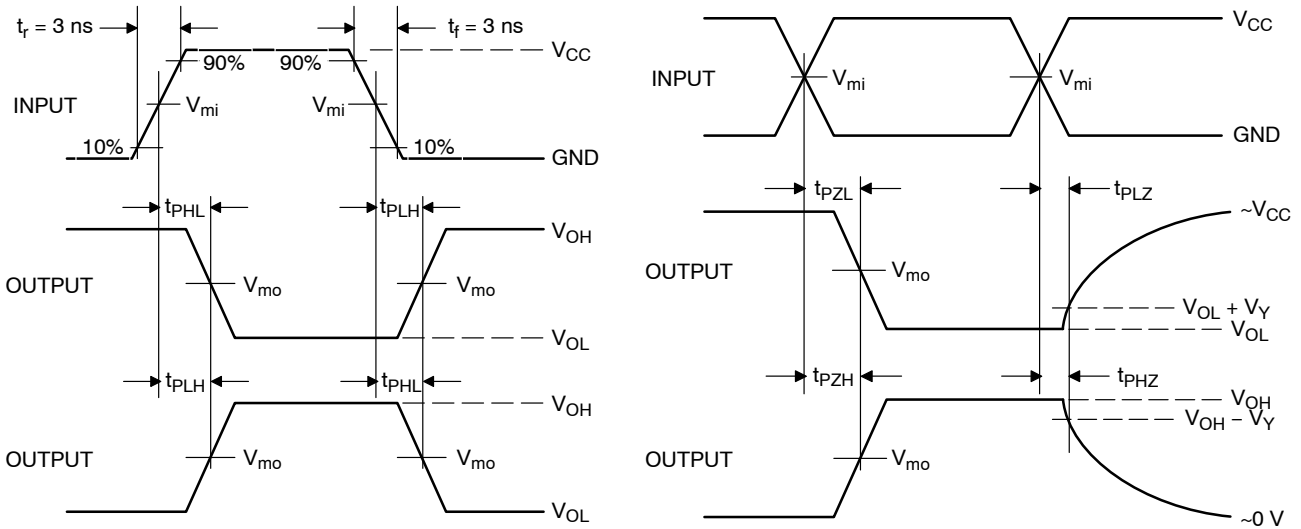 t_r = 3 ns
t_f = 3 ns
V_CC
90%
90%
INPUT
V_mi
V_mi
10%
10%
GND
t_PHL
t_PLH
V_OH
OUTPUT
V_mo
V_mo
V_OL
t_PLH
t_PHL
V_OH
OUTPUT
V_mo
V_mo
V_OL
V_CC
INPUT
V_mi
V_mi
GND
t_PZL
t_PLZ
~V_CC
OUTPUT
V_mo
V_OL + V_Y
V_OL
t_PZH
t_PHZ
V_OH
V_OH − V_Y
OUTPUT
V_mo
~0 V